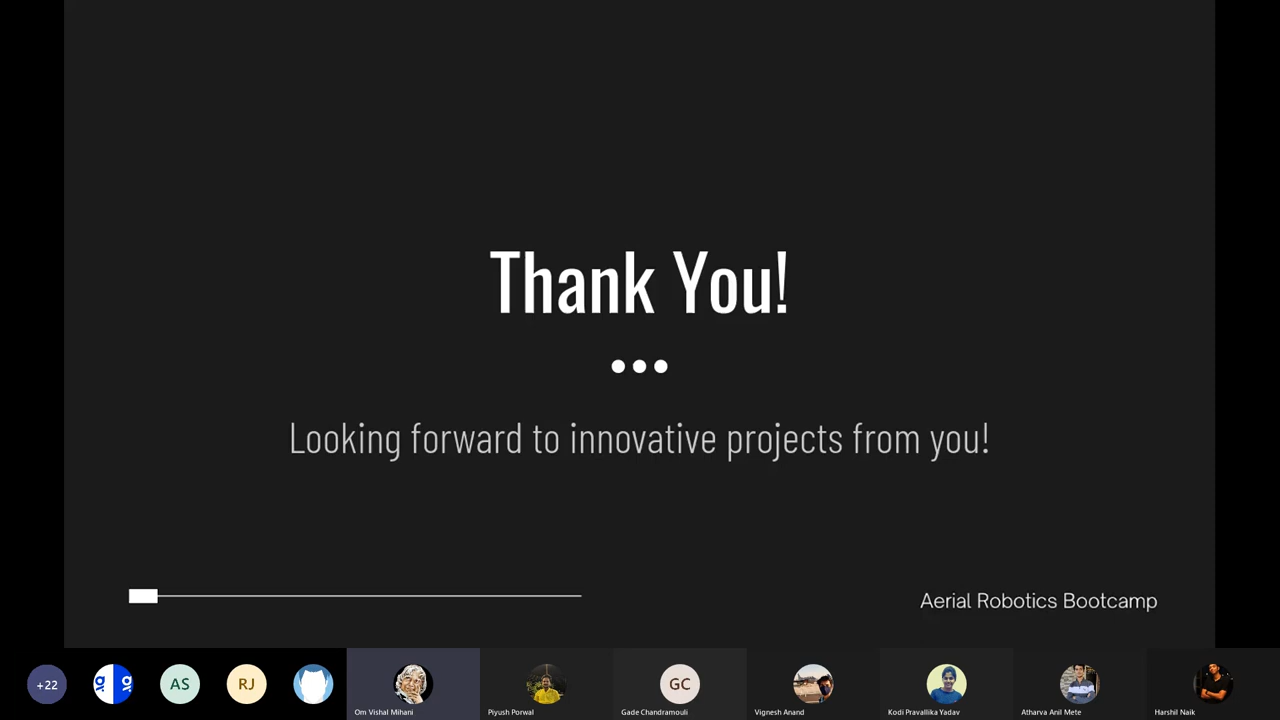 Thank You!
Looking forward to innovative projects from you!
Aerial Robotics Bootcamp
+22
AS
RJ
Om Vishal Mihani
Piyush Porwal
GC
Gade Chandramouli
Vignesh Anand
Kodi Pravallika Yadav
Atharva Anil Mete
Harshil Naik